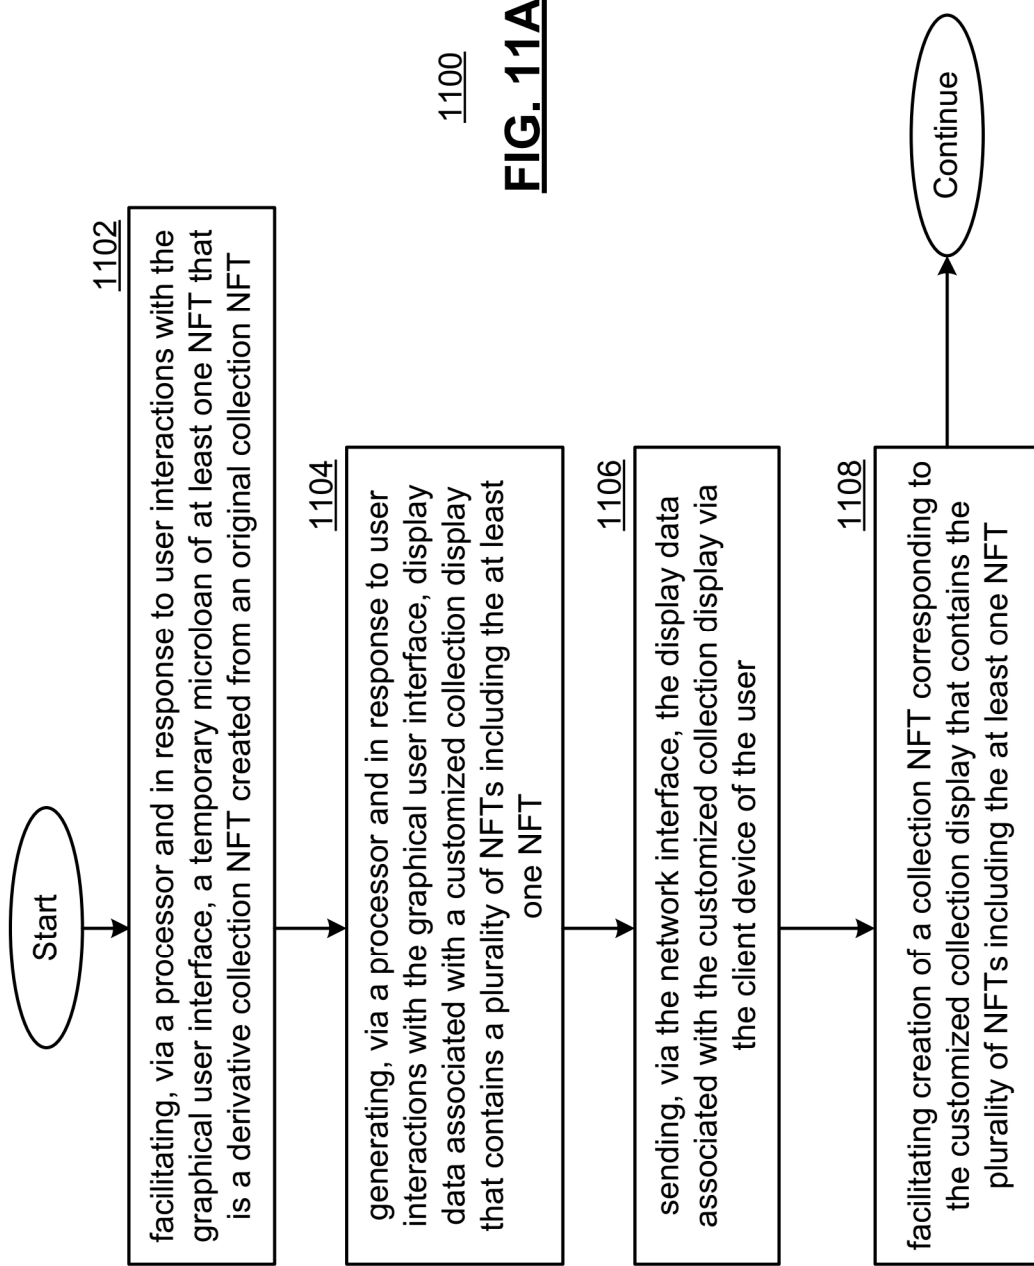 Start
1102
facilitating, via a processor and in response to user interactions with the
graphical user interface, a temporary microloan of at least one NFT that
is a derivative collection NFT created from an original collection NFT
1104
generating, via a processor and in response to user
interactions with the graphical user interface, display
data associated with a customized collection display
that contains a plurality of NFTs including the at least
one NFT
1106
sending, via the network interface, the display data
associated with the customized collection display via
the client device of the user
1108
facilitating creation of a collection NFT corresponding to
the customized collection display that contains the
plurality of NFTs including the at least one NFT
Continue
1100
FIG. 11A